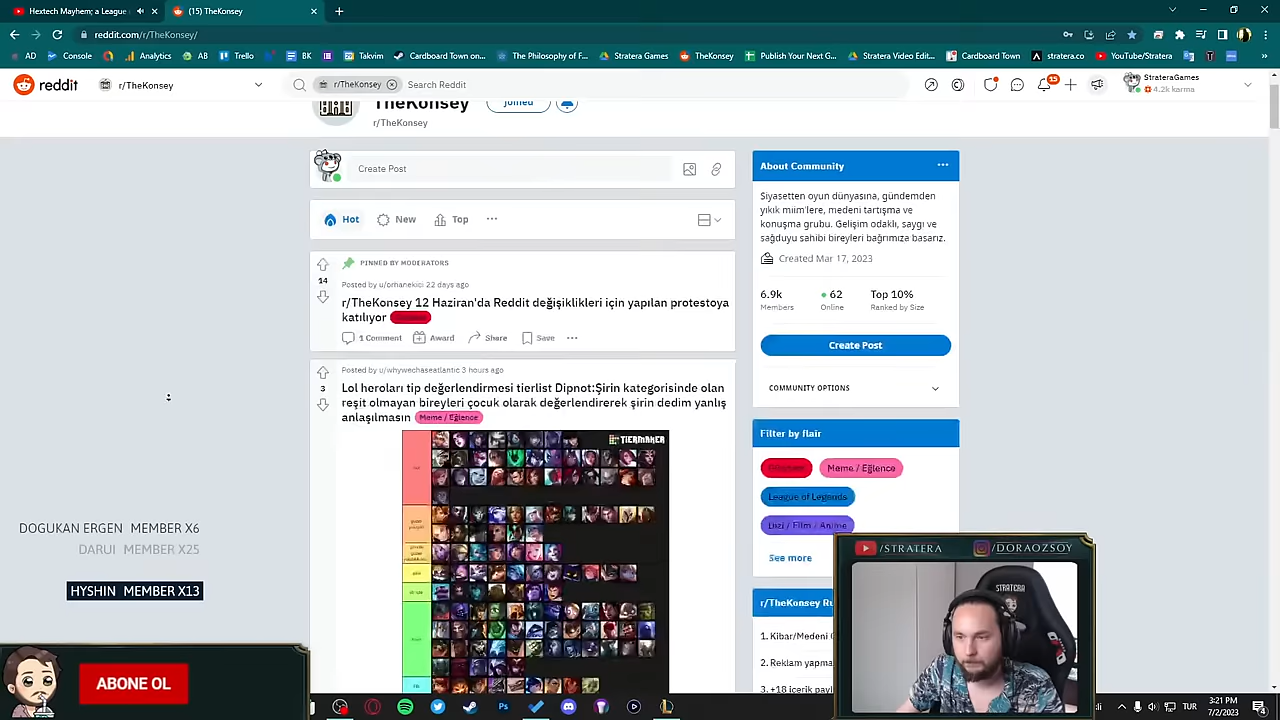 Hextech Mayhem; a League
(15) TheKonsey
reddit.com/r/TheKonsey/
AD
Console
Analytics
AB
Trello
BK
Takvim
Cardboard Town on...
The Philosophy of F...
Stratera Games
TheKonsey
Publish Your Next G...
Stratera Video Edit...
Cardboard Town
stratera.co
YouTube/Stratera
Dosyalar
reddit
r/TheKonsey
r/TheKonsey
Search Reddit
15
StrateraGames
4.2k karma
TheKonsey
Joined
r/TheKonsey
Create Post
Hot
New
Top
PINNED BY MODERATORS
14
Posted by u/orhanekici 22 days ago
r/TheKonsey 12 Haziran'da Reddit değişiklikleri için yapılan protestoya
katılıyor
1 Comment
Award
Share
Save
Posted by u/whywechaseatlantic 3 hours ago
3
Lol heroları tip değerlendirmesi tierlist Dipnot:Şirin kategorisinde olan
reşit olmayan bireyleri çocuk olarak değerlendirerek şirin dedim yanlış
anlaşılmasın
Meme / Eğlence
TIERMAKER
About Community
Siyasetten oyun dünyasına, gündemden
yıkık miim'lere, medeni tartışma ve
konuşma grubu. Gelişim odaklı, saygı ve
sağduyu sahibi bireyleri bağrımıza basarız.
Created Mar 17, 2023
6.9k
62
Top 10%
Members
Online
Ranked by Size
Create Post
COMMUNITY OPTIONS
Filter by flair
Meme / Eğlence
League of Legends
Dizi / Film / Anime
See more
r/TheKonsey Ru
1. Kibar/Medeni
2. Reklam yapma
3. +18 içerik payl
DOGUKAN ERGEN MEMBER X6
DARUI MEMBER X25
HYSHIN MEMBER X13
ABONE OL
/STRATERA
/DORAOZSOY
STRATERA
TUR
3:21 PM
7/2/2023